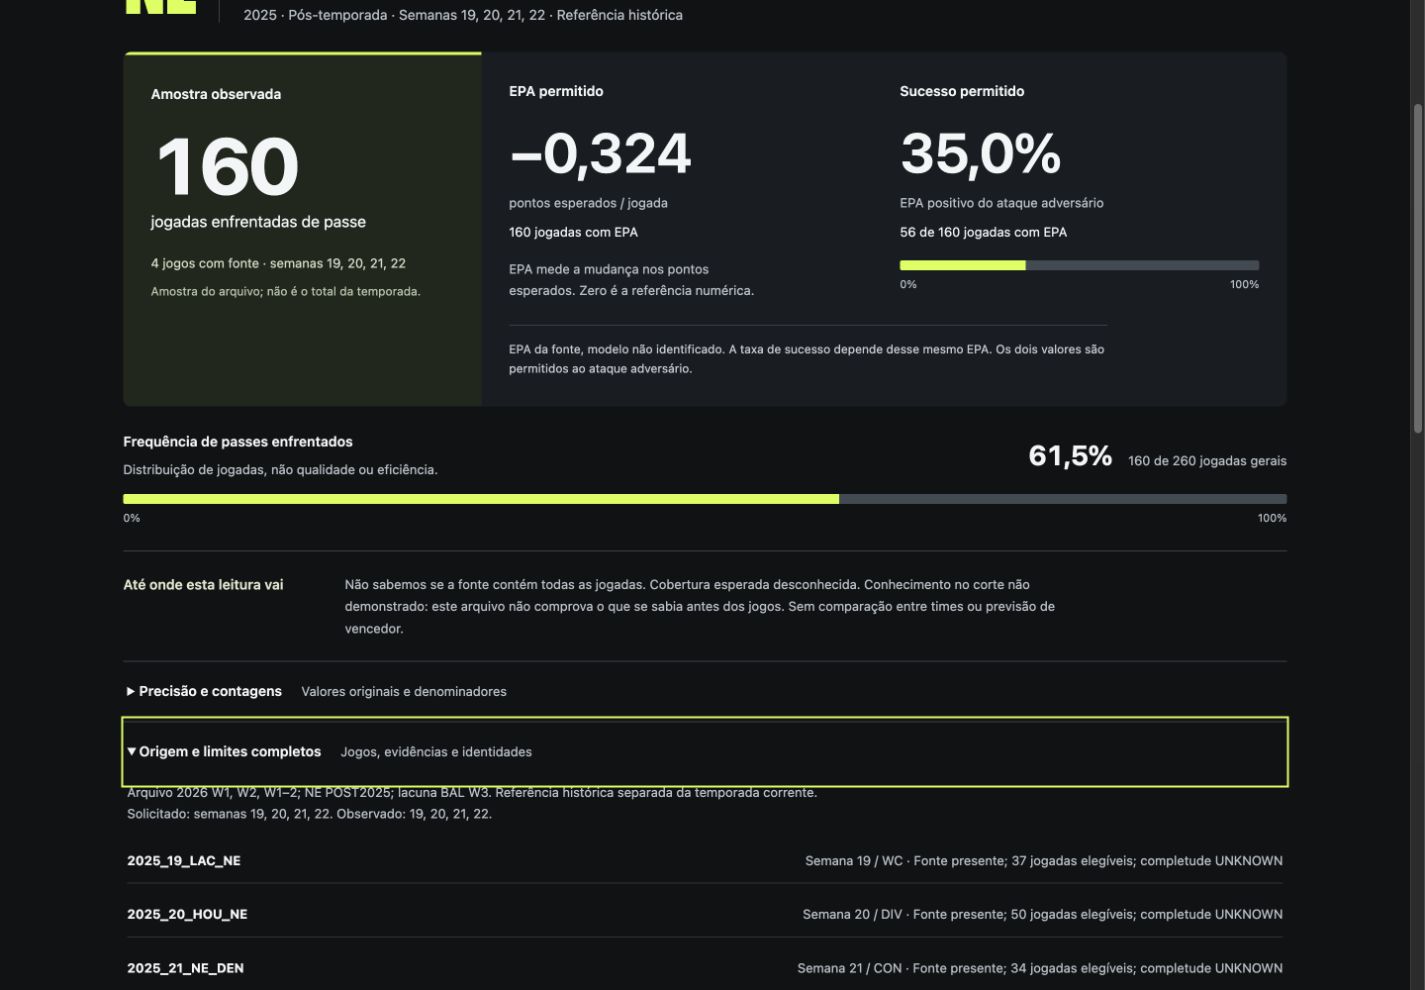 NE
2025 · Pós-temporada · Semanas 19, 20, 21, 22 · Referência histórica
Amostra observada
160
jogadas enfrentadas de passe
4 jogos com fonte · semanas 19, 20, 21, 22
Amostra do arquivo; não é o total da temporada.
EPA permitido
−0,324
pontos esperados / jogada
160 jogadas com EPA
EPA mede a mudança nos pontos
esperados. Zero é a referência numérica.
Sucesso permitido
35,0%
EPA positivo do ataque adversário
56 de 160 jogadas com EPA
0% 100%
EPA da fonte, modelo não identificado. A taxa de sucesso depende desse mesmo EPA. Os dois valores são
permitidos ao ataque adversário.
Frequência de passes enfrentados
Distribuição de jogadas, não qualidade ou eficiência.
61,5% 160 de 260 jogadas gerais
0% 100%
Até onde esta leitura vai
Não sabemos se a fonte contém todas as jogadas. Cobertura esperada desconhecida. Conhecimento no corte não
demonstrado: este arquivo não comprova o que se sabia antes dos jogos. Sem comparação entre times ou previsão de
vencedor.
Precisão e contagens Valores originais e denominadores
Origem e limites completos Jogos, evidências e identidades
Arquivo 2026 W1, W2, W1–2; NE POST2025; lacuna BAL W3. Referência histórica separada da temporada corrente.
Solicitado: semanas 19, 20, 21, 22. Observado: 19, 20, 21, 22.
2025_19_LAC_NE Semana 19 / WC · Fonte presente; 37 jogadas elegíveis; completude UNKNOWN
2025_20_HOU_NE Semana 20 / DIV · Fonte presente; 50 jogadas elegíveis; completude UNKNOWN
2025_21_NE_DEN Semana 21 / CON · Fonte presente; 34 jogadas elegíveis; completude UNKNOWN